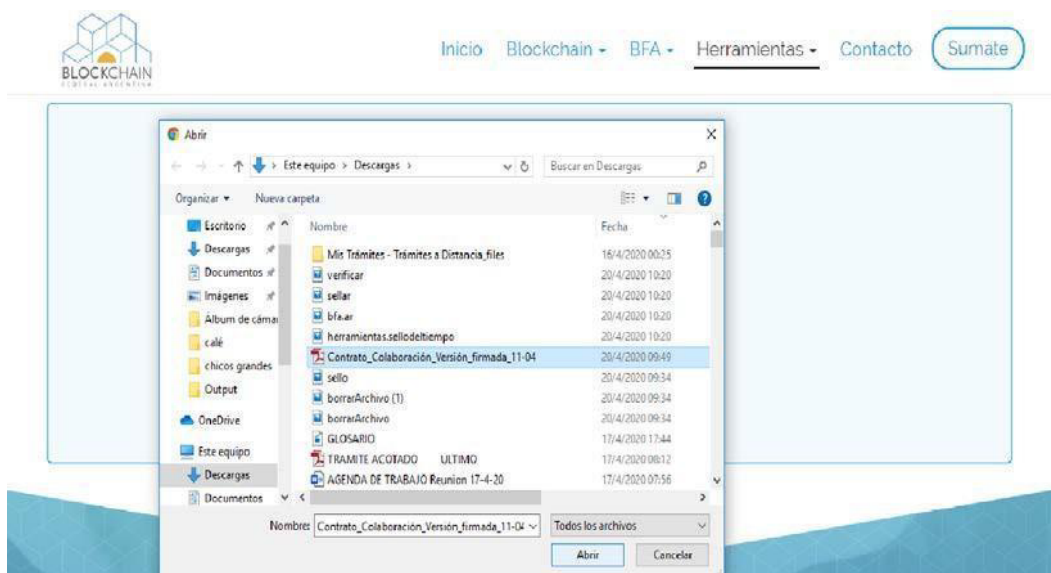 BLOCKCHAIN
FEDERAL ARGENTINA
Inicio Blockchain BFA Herramientas Contacto Sumate
Abrir
Este equipo > Descargas >
Buscar en Descargas
Organizar Nueva carpeta
Nombre Fecha
Escritorio
Descargas
Documentos
Imágenes
Álbum de cámar
calé
chicos grandes
Output
OneDrive
Este equipo
Descargas
Documentos
Mis Trámites - Trámites a Distancia_files 16/4/2020 00:25
verificar 20/4/2020 10:20
sellar 20/4/2020 10:20
bfa.ar 20/4/2020 10:20
herramientas.sellodeltiempo 20/4/2020 10:20
Contrato_Colaboración_Versión_firmada_11-04 20/4/2020 09:49
sello 20/4/2020 09:34
borrarArchivo (1) 20/4/2020 09:34
borrarArchivo 20/4/2020 09:34
GLOSARIO 17/4/2020 17:44
TRAMITE ACOTADO ULTIMO 17/4/2020 08:12
AGENDA DE TRABAJO Reunion 17-4-20 17/4/2020 07:56
Nombre: Contrato_Colaboración_Versión_firmada_11-04 Todos los archivos
Abrir Cancelar